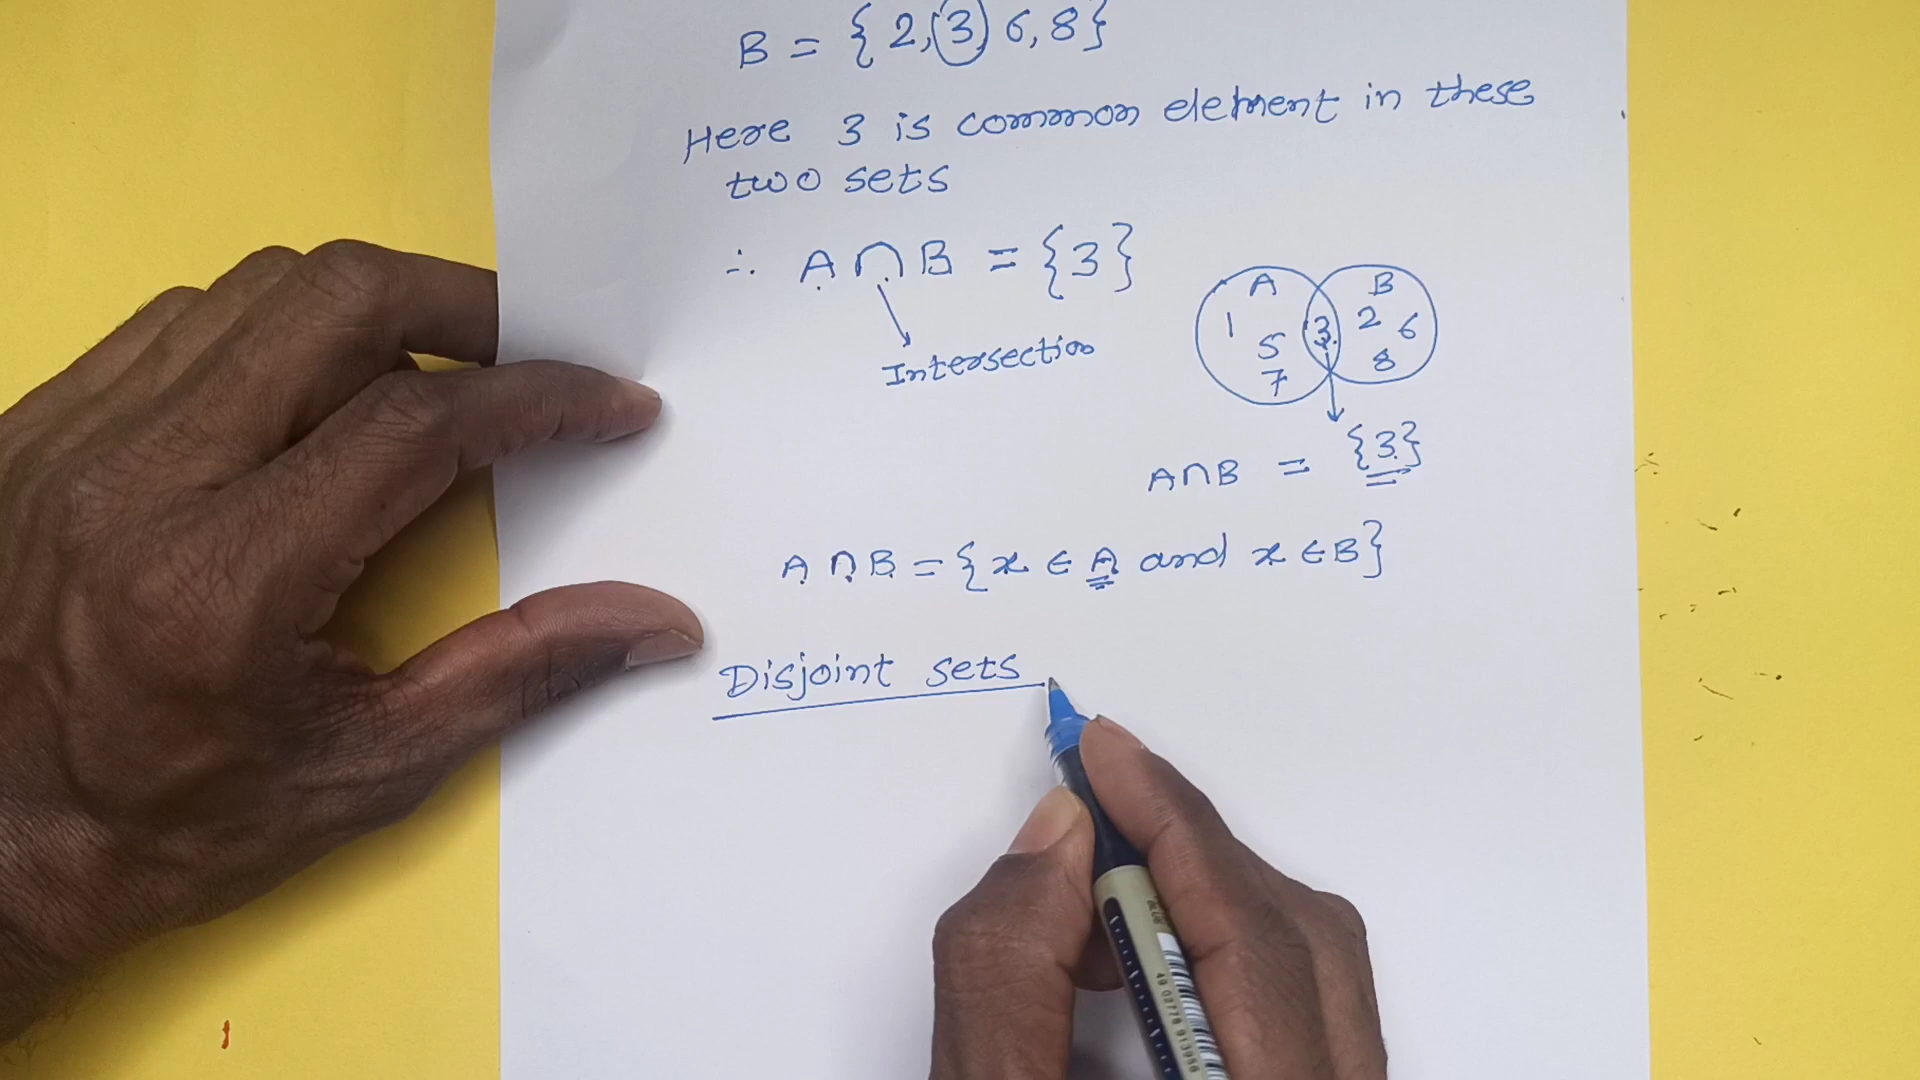 B = {2, 3, 6, 8}
Here 3 is common element in these
two sets
∴ A ∩ B = {3}
Intersection
A B
1 5 7 3 2 6 8
A∩B = {3}
A ∩ B = {x ∈ A and x ∈ B}
Disjoint sets